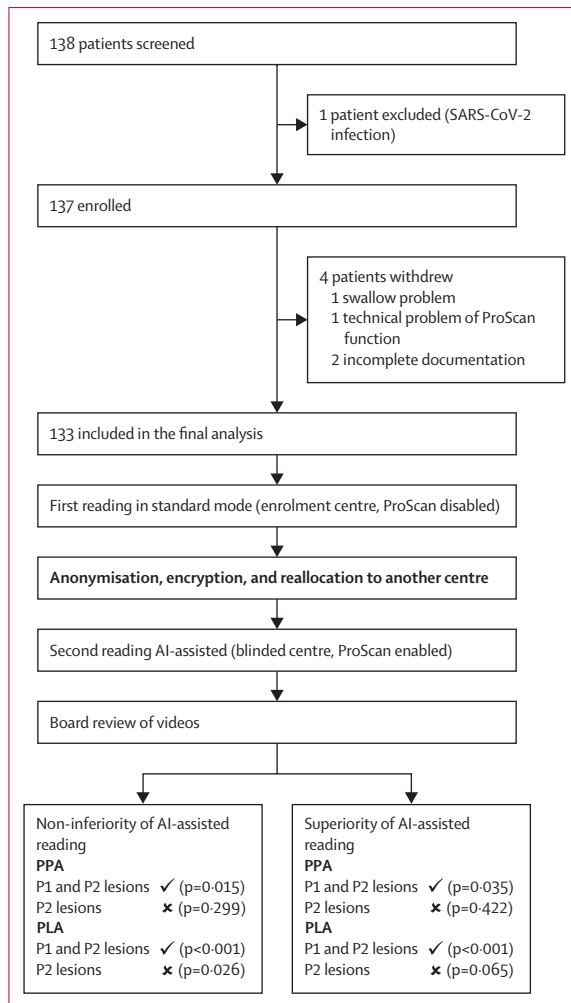 138 patients screened
1 patient excluded (SARS-CoV-2
infection)
137 enrolled
4 patients withdrew
1 swallow problem
1 technical problem of ProScan
function
2 incomplete documentation
133 included in the final analysis
First reading in standard mode (enrolment centre, ProScan disabled)
Anonymisation, encryption, and reallocation to another centre
Second reading AI-assisted (blinded centre, ProScan enabled)
Board review of videos
Non-inferiority of AI-assisted
reading
PPA
P1 and P2 lesions ✓ (p=0·015)
P2 lesions ✘ (p=0·299)
PLA
P1 and P2 lesions ✓ (p<0·001)
P2 lesions ✘ (p=0·026)
Superiority of AI-assisted
reading
PPA
P1 and P2 lesions ✓ (p=0·035)
P2 lesions ✘ (p=0·422)
PLA
P1 and P2 lesions ✓ (p<0·001)
P2 lesions ✘ (p=0·065)